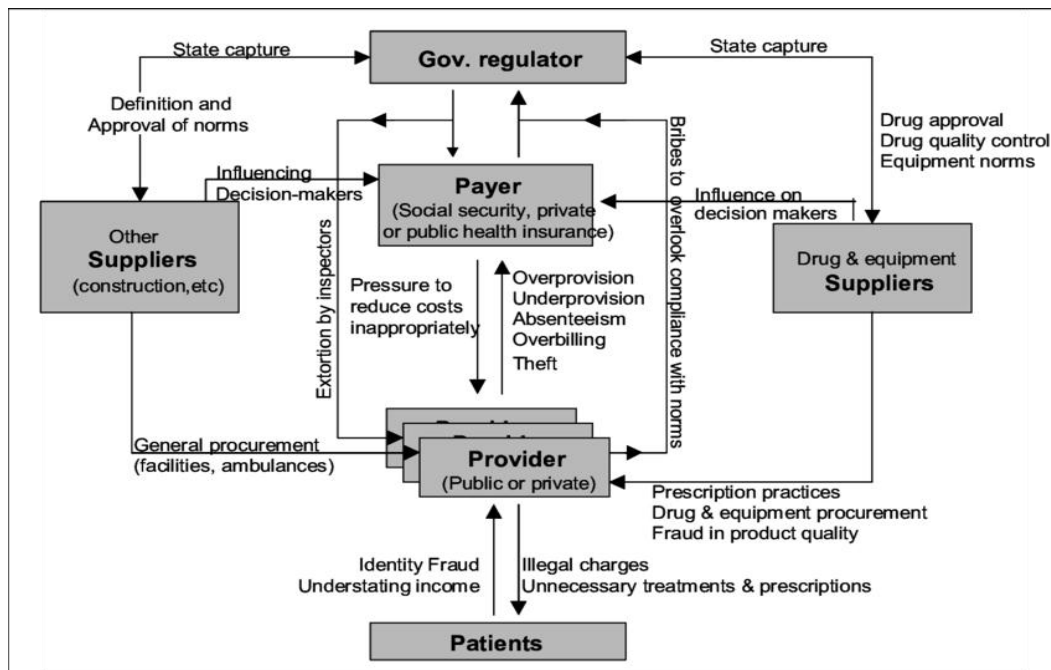 State capture
Gov. regulator
State capture
Definition and
Approval of norms
Drug approval
Drug quality control
Equipment norms
Influencing
Decision-makers
Payer
(Social security, private
or public health insurance)
Influence on
decision makers
Other
Suppliers
(construction,etc)
Drug & equipment
Suppliers
Extortion by inspectors
Bribes to overlook compliance with norms
Pressure to
reduce costs
inappropriately
Overprovision
Underprovision
Absenteeism
Overbilling
Theft
General procurement
(facilities, ambulances)
Provider
(Public or private)
Prescription practices
Drug & equipment procurement
Fraud in product quality
Identity Fraud
Understating income
Illegal charges
Unnecessary treatments & prescriptions
Patients